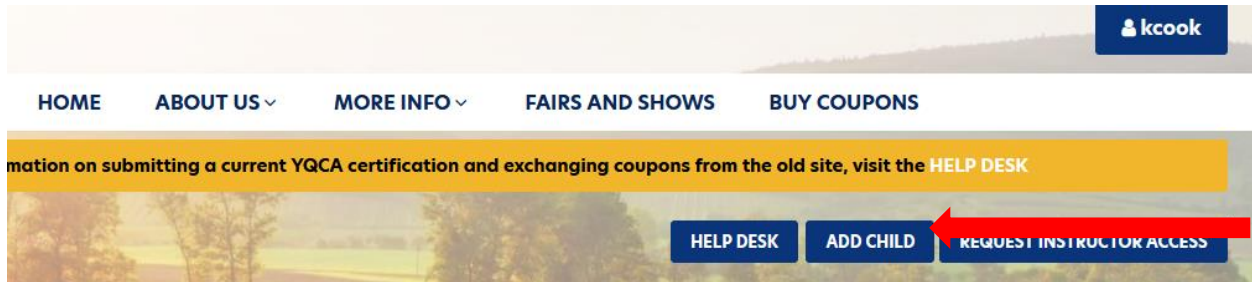 kcook
HOME ABOUT US MORE INFO FAIRS AND SHOWS BUY COUPONS
on submitting a current YQCA certification and exchanging coupons from the old site, visit the HELP DESK
HELP DESK ADD CHILD REQUEST INSTRUCTOR ACCESS